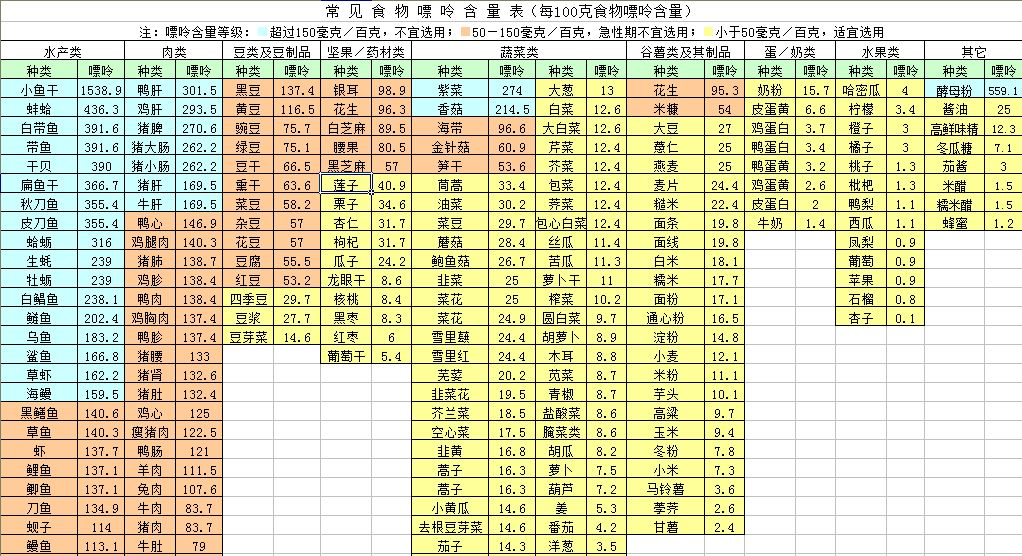 常 见 食 物 嘌 呤 含 量 表（每100克食物嘌呤含量）
注：嘌呤含量等级： 超过150毫克／百克，不宜选用； 50－150毫克／百克，急性期不宜选用； 小于50毫克／百克，适宜选用
水产类 肉类 豆类及豆制品 坚果／药材类 蔬菜类 谷薯类及其制品 蛋／奶类 水果类 其它
种类 嘌呤 种类 嘌呤 种类 嘌呤 种类 嘌呤 种类 嘌呤 种类 嘌呤 种类 嘌呤 种类 嘌呤 种类 嘌呤 种类 嘌呤
小鱼干 1538.9 鸭肝 301.5 黑豆 137.4 银耳 98.9 紫菜 274 大葱 13 花生 95.3 奶粉 15.7 哈密瓜 4 酵母粉 559.1
蚌蛤 436.3 鸡肝 293.5 黄豆 116.5 花生 96.3 香菇 214.5 白菜 12.6 米糠 54 皮蛋黄 6.6 柠檬 3.4 酱油 25
白带鱼 391.6 猪脾 270.6 豌豆 75.7 白芝麻 89.5 海带 96.6 大白菜 12.6 大豆 27 鸡蛋白 3.7 橙子 3 高鲜味精 12.3
带鱼 391.6 猪大肠 262.2 绿豆 75.1 腰果 80.5 金针菇 60.9 芹菜 12.6 薏仁 25 鸭蛋白 3.4 橘子 3 冬瓜糖 7.1
干贝 390 猪小肠 262.2 豆干 66.5 黑芝麻 57 笋干 53.6 芥菜 12.6 燕麦 25 鸭蛋黄 3.2 桃子 1.3 茄酱 3
扁鱼干 366.7 猪肝 169.5 熏干 63.6 莲子 40.9 茼蒿 33.4 包菜 12.4 麦片 24.4 鸡蛋黄 2.6 枇杷 1.3 米醋 1.5
秋刀鱼 355.4 牛肝 169.5 菜豆 58.2 栗子 34.6 油菜 30.2 芽菜 12.4 糙米 22.4 皮蛋白 2 鸭梨 1.1 糯米醋 1.5
皮刀鱼 355.4 鸭心 146.9 杂豆 57 杏仁 31.7 菜豆 29.7 包心白菜 12.4 面条 19.8 牛奶 1.4 西瓜 1.1 蜂蜜 1.2
蛤蛎 316 鸡腿肉 140.3 花豆 57 枸杞 31.7 蘑菇 28.4 丝瓜 11.4 面线 19.8 凤梨 0.9
生蚝 239 猪肺 138.7 豆腐 55.5 瓜子 24.2 鲍鱼菇 26.7 苦瓜 11.3 白米 18.1 葡萄 0.9
牡蛎 239 鸡胗 138.4 红豆 53.2 龙眼干 8.6 韭菜 25 萝卜干 11 糯米 17.7 苹果 0.9
白鲳鱼 238.1 鸭肉 138.4 四季豆 29.7 核桃 8.4 菜花 25 榨菜 10.2 面粉 17.1 石榴 0.8
鲢鱼 202.4 鸡胸肉 137.4 豆浆 27.7 黑枣 8.3 菜花 24.9 圆白菜 9.7 通心粉 16.5 杏子 0.1
乌鱼 183.2 鸭胗 137.4 豆芽菜 14.6 红枣 6 雪里蕻 24.4 胡萝卜 8.9 淀粉 14.8
鲨鱼 166.8 猪腰 133 葡萄干 5.4 雪里红 24.4 木耳 8.8 小麦 12.1
草虾 162.2 猪肾 132.6 芫荽 20.2 苋菜 8.7 米粉 11.1
海鳗 159.5 猪肚 132.4 韭菜花 19.5 青椒 8.7 芋头 10.1
黑鳝鱼 140.6 鸡心 125 芥兰菜 18.5 盐酸菜 8.6 高粱 9.7
草鱼 140.3 瘦猪肉 122.5 空心菜 17.5 腌菜类 8.6 玉米 9.4
虾 137.7 鸭肠 121 韭黄 16.8 胡瓜 8.2 冬粉 7.8
鲤鱼 137.1 羊肉 111.5 蒿子 16.3 萝卜 7.5 小米 7.3
鲫鱼 137.1 兔肉 107.6 蒿子 16.3 葫芦 7.2 马铃薯 3.6
刀鱼 134.9 牛肉 83.7 小黄瓜 14.6 姜 5.3 荸荠 2.6
蚬子 114 猪肉 83.7 去根豆芽菜 14.6 番茄 4.2 甘薯 2.4
鳗鱼 113.1 牛肚 79 茄子 14.3 洋葱 3.5